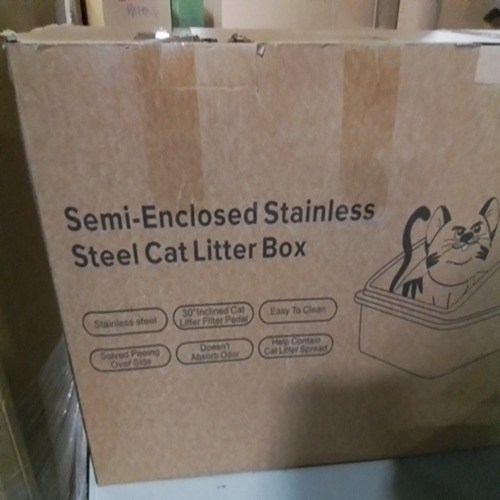 Semi-Enclosed Stainless
Steel Cat Litter Box
Stainless steel
30°Inclined Cat
Litter Filter Pedal
Easy To Clean
Solved Peeing
Over Side
Doesn't
Absorb Odor
Help Contain
Cat Litter Spread